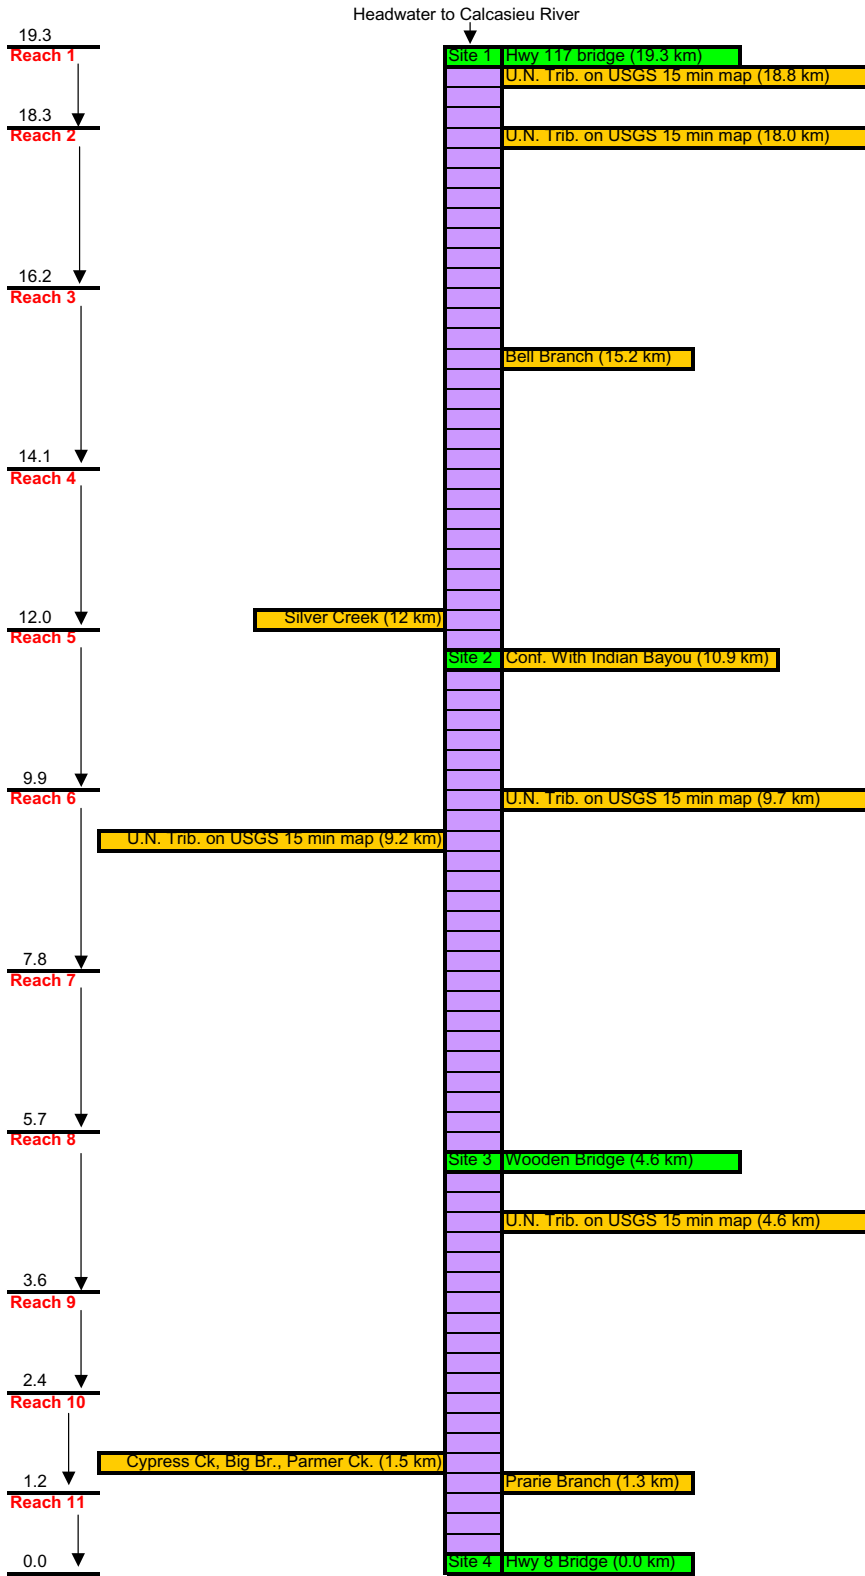 Headwater to Calcasieu River
19.3
Reach 1
Site 1 Hwy 117 bridge (19.3 km)
U.N. Trib. on USGS 15 min map (18.8 km)
18.3
Reach 2
U.N. Trib. on USGS 15 min map (18.0 km)
16.2
Reach 3
Bell Branch (15.2 km)
14.1
Reach 4
12.0
Silver Creek (12 km)
Reach 5
Site 2 Conf. With Indian Bayou (10.9 km)
9.9
Reach 6
U.N. Trib. on USGS 15 min map (9.7 km)
U.N. Trib. on USGS 15 min map (9.2 km)
7.8
Reach 7
5.7
Reach 8
Site 3 Wooden Bridge (4.6 km)
U.N. Trib. on USGS 15 min map (4.6 km)
3.6
Reach 9
2.4
Reach 10
Cypress Ck, Big Br., Parmer Ck. (1.5 km)
1.2
Prarie Branch (1.3 km)
Reach 11
0.0
Site 4 Hwy 8 Bridge (0.0 km)